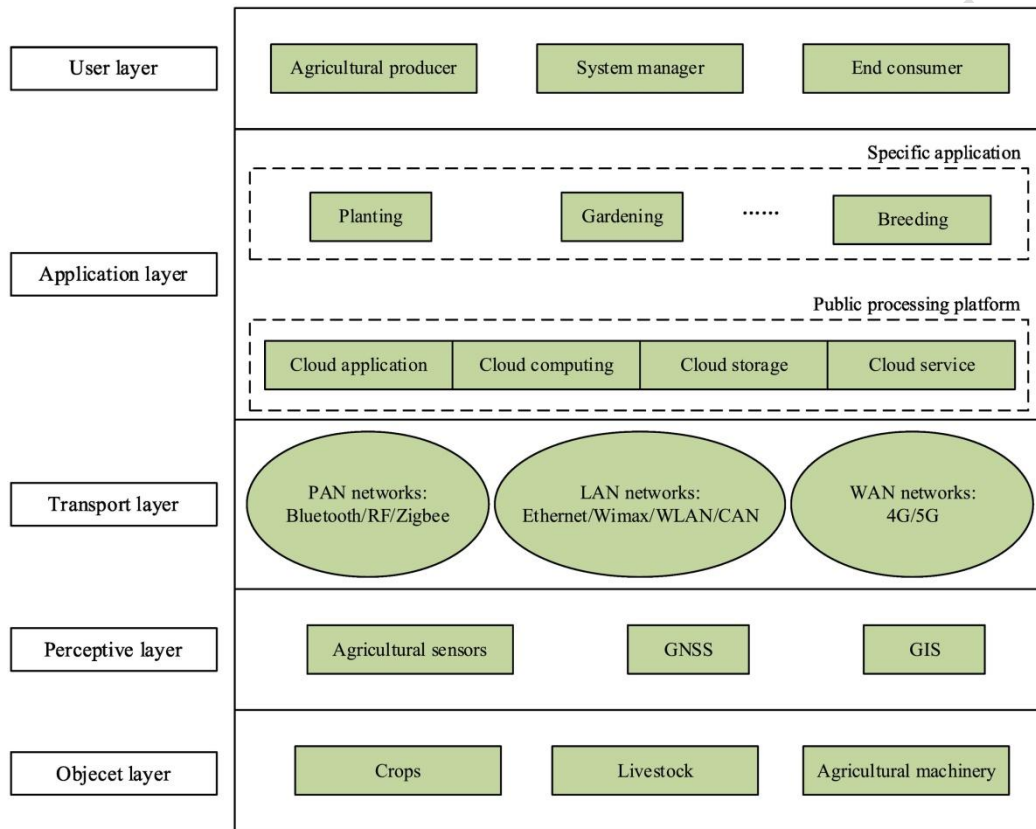 User layer
Agricultural producer
System manager
End consumer
Application layer
Specific application
Planting
Gardening
......
Breeding
Public processing platform
Cloud application
Cloud computing
Cloud storage
Cloud service
Transport layer
PAN networks:
Bluetooth/RF/Zigbee
LAN networks:
Ethernet/Wimax/WLAN/CAN
WAN networks:
4G/5G
Perceptive layer
Agricultural sensors
GNSS
GIS
Objecet layer
Crops
Livestock
Agricultural machinery